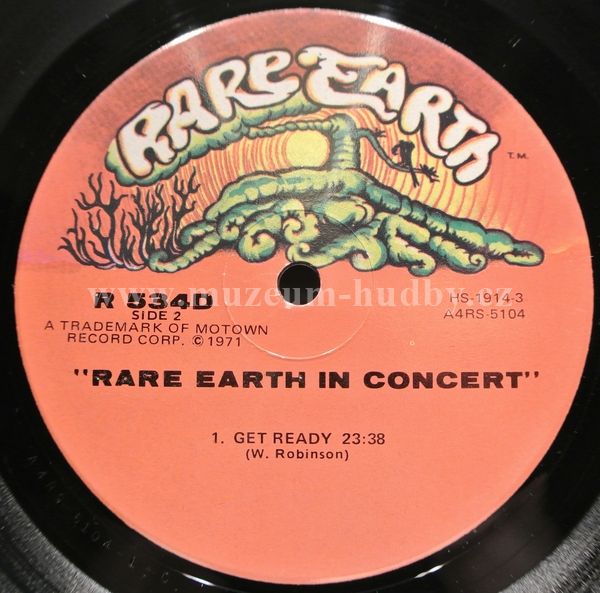 RARE EARTH
T.M.
www.muzeum-hudby.cz
R 534D
SIDE 2
A TRADEMARK OF MOTOWN
RECORD CORP. ©1971
HS-1914-3
A4RS-5104
"RARE EARTH IN CONCERT"
1. GET READY 23:38
(W. Robinson)